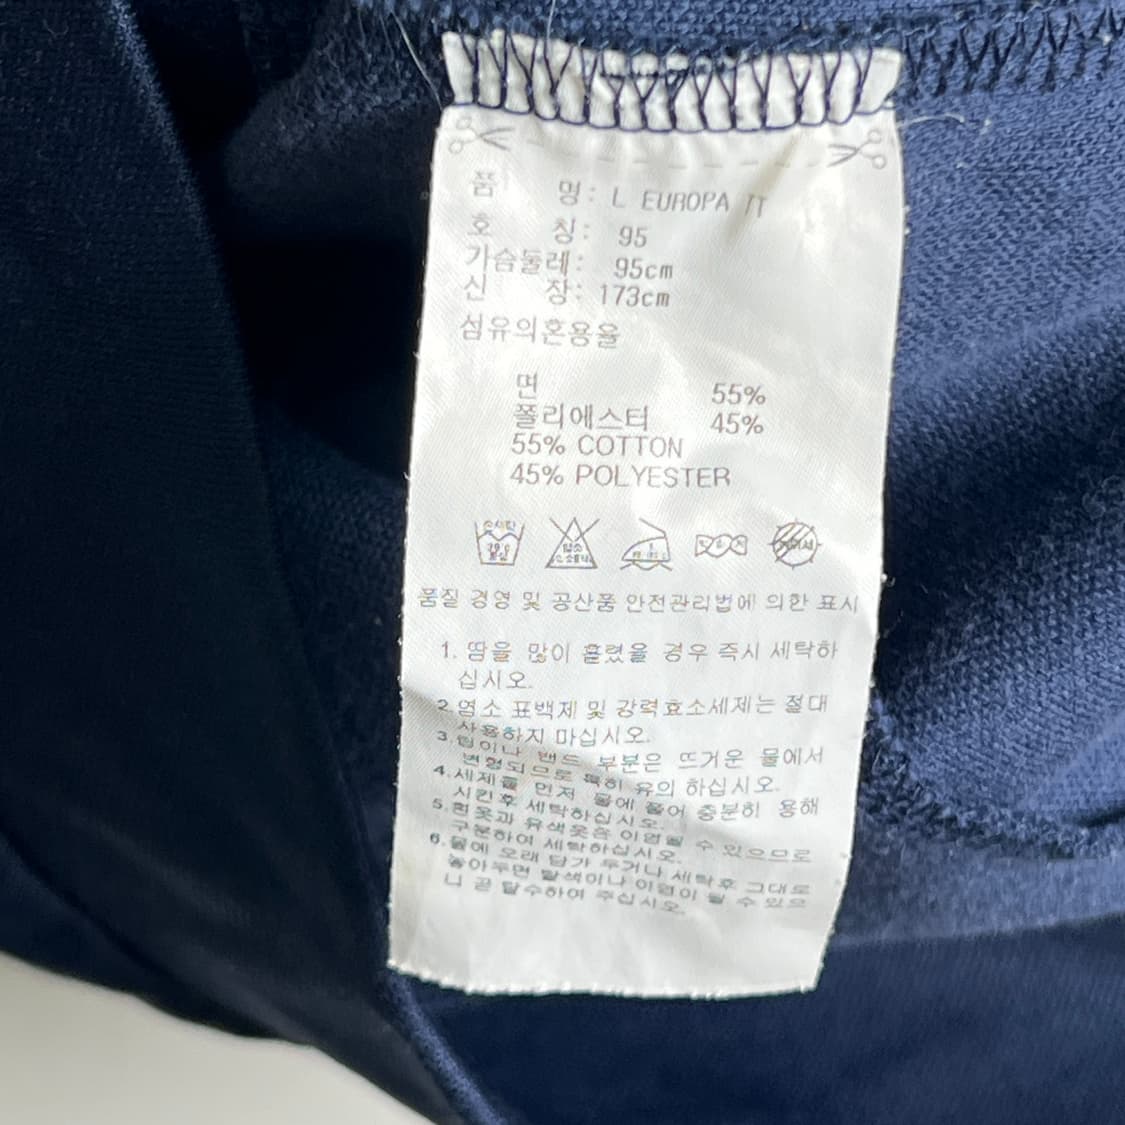 품 명: L EUROPA TT
호 칭: 95
가슴둘레: 95cm
신 장: 173cm
섬유의혼용율
면 55%
폴리에스터 45%
55% COTTON
45% POLYESTER
품질 경영 및 공산품 안전관리법에 의한 표시
1. 땀을 많이 흘렸을 경우 즉시 세탁하
십시오.
2.염소 표백제 및 강력효소세제는 절대
사용하지 마십시오.
3.팁이나 밴드 부분은 뜨거운 물에서
변형되므로 특히 유의 하십시오.
4.세제를 먼저 물에 풀어 충분히 용해
시킨후 세탁하십시오.
5.흰옷과 유색옷은 이염될 수 있으므로
구분하여 세탁하십시오.
6.물에 오래 담가 두거나 세탁후 그대로
놓아두면 탈색이나 이염이 될 수 있으
니 곧 탈수하여 주십시오.